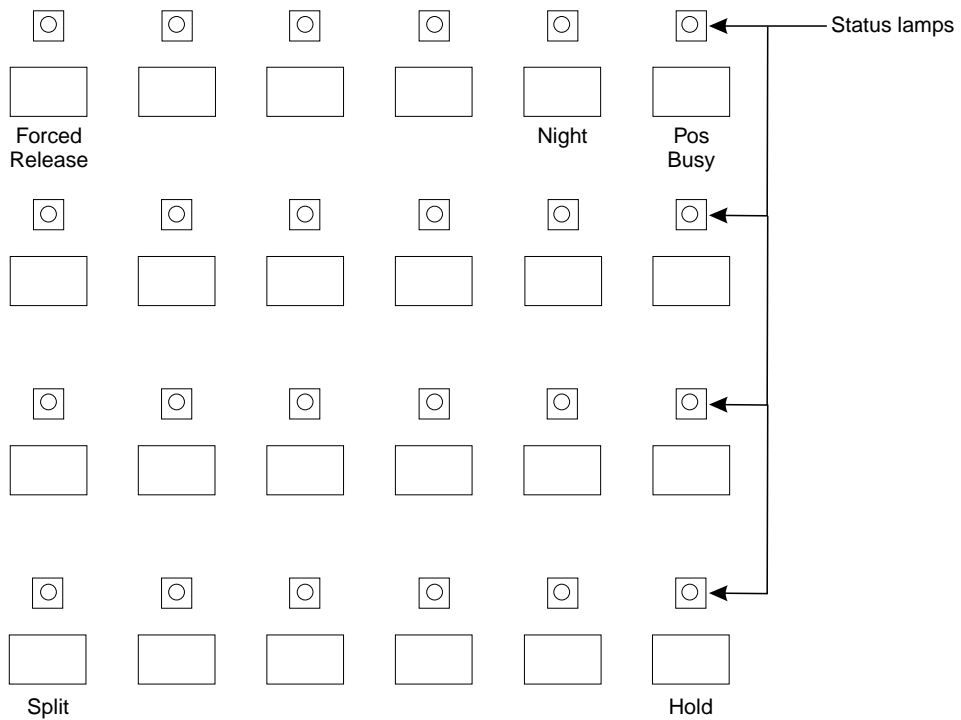 Status lamps
Forced
Release
Night
Pos
Busy
Split
Hold